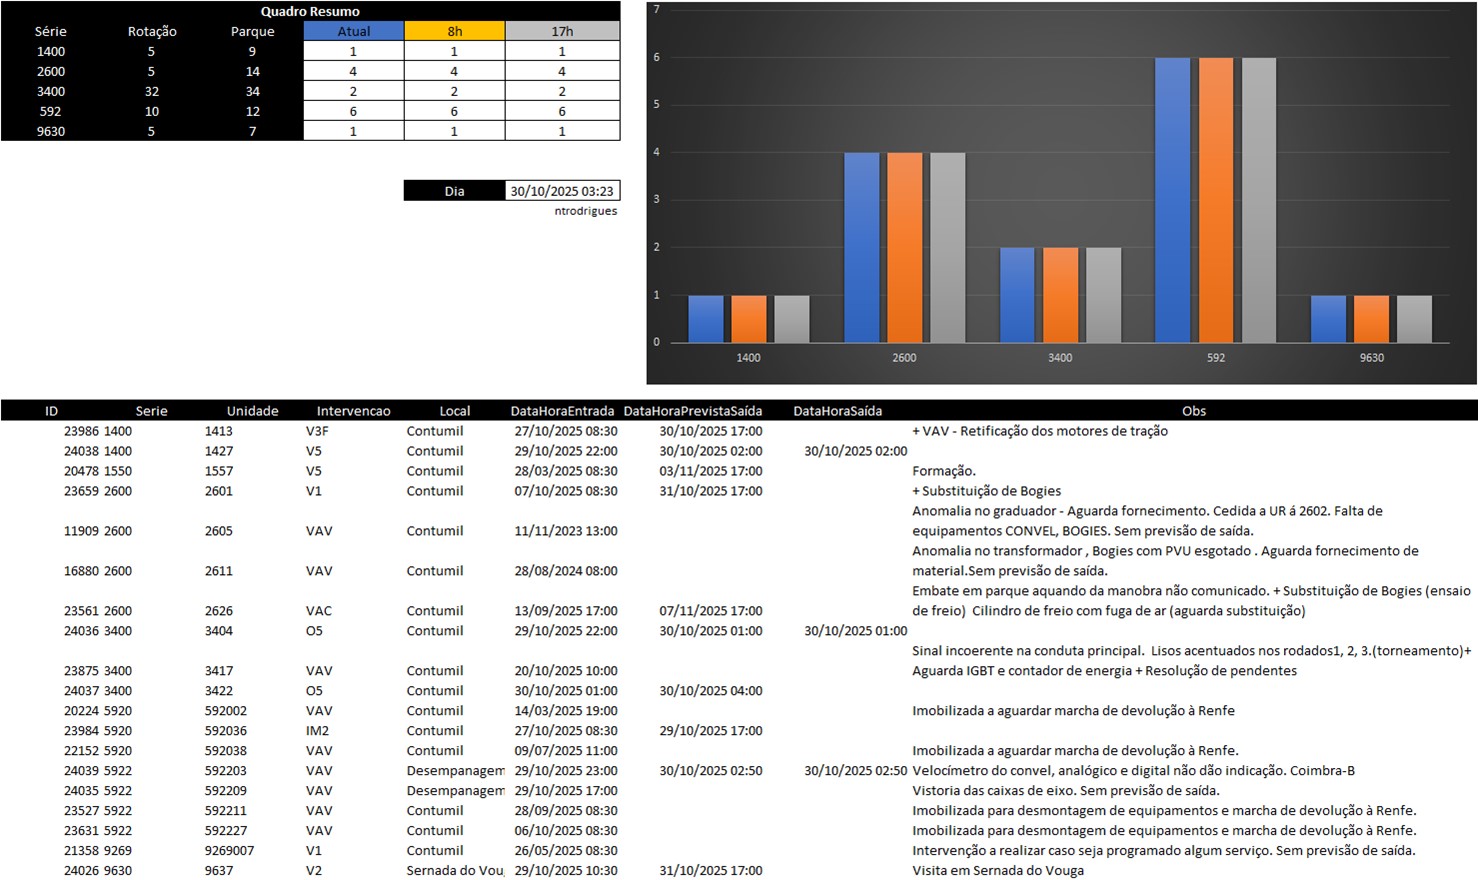 Quadro Resumo
Série Rotação Parque Atual 8h 17h
1400 5 9 1 1 1
2600 5 14 4 4 4
3400 32 34 2 2 2
592 10 12 6 6 6
9630 5 7 1 1 1
Dia 30/10/2025 03:23
ntrodrigues
7
6
5
4
3
2
1
0
1400 2600 3400 592 9630
ID Serie Unidade Intervencao Local DataHoraEntrada DataHoraPrevistaSaída DataHoraSaída Obs
23986 1400 1413 V3F Contumil 27/10/2025 08:30 30/10/2025 17:00 + VAV - Retificação dos motores de tração
24038 1400 1427 V5 Contumil 29/10/2025 22:00 30/10/2025 02:00 30/10/2025 02:00
20478 1550 1557 V5 Contumil 28/03/2025 08:30 03/11/2025 17:00 Formação.
23659 2600 2601 V1 Contumil 07/10/2025 08:30 31/10/2025 17:00 + Substituição de Bogies
Anomalia no graduador - Aguarda fornecimento. Cedida a UR á 2602. Falta de
11909 2600 2605 VAV Contumil 11/11/2023 13:00 equipamentos CONVEL, BOGIES. Sem previsão de saída.
Anomalia no transformador , Bogies com PVU esgotado . Aguarda fornecimento de
16880 2600 2611 VAV Contumil 28/08/2024 08:00 material.Sem previsão de saída.
Embate em parque aquando da manobra não comunicado. + Substituição de Bogies (ensaio
23561 2600 2626 VAC Contumil 13/09/2025 17:00 07/11/2025 17:00 de freio) Cilindro de freio com fuga de ar (aguarda substituição)
24036 3400 3404 O5 Contumil 29/10/2025 22:00 30/10/2025 01:00 30/10/2025 01:00
Sinal incoerente na conduta principal. Lisos acentuados nos rodados1, 2, 3.(torneamento)+
23875 3400 3417 VAV Contumil 20/10/2025 10:00 Aguarda IGBT e contador de energia + Resolução de pendentes
24037 3400 3422 O5 Contumil 30/10/2025 01:00 30/10/2025 04:00
20224 5920 592002 VAV Contumil 14/03/2025 19:00 Imobilizada a aguardar marcha de devolução à Renfe
23984 5920 592036 IM2 Contumil 27/10/2025 08:30 29/10/2025 17:00
22152 5920 592038 VAV Contumil 09/07/2025 11:00 Imobilizada a aguardar marcha de devolução à Renfe.
24039 5922 592203 VAV Desempanagem 29/10/2025 23:00 30/10/2025 02:50 30/10/2025 02:50 Velocímetro do convel, analógico e digital não dão indicação. Coimbra-B
24035 5922 592209 VAV Desempanagem 29/10/2025 17:00 Vistoria das caixas de eixo. Sem previsão de saída.
23527 5922 592211 VAV Contumil 28/09/2025 08:30 Imobilizada para desmontagem de equipamentos e marcha de devolução à Renfe.
23631 5922 592227 VAV Contumil 06/10/2025 08:30 Imobilizada para desmontagem de equipamentos e marcha de devolução à Renfe.
21358 9269 9269007 V1 Contumil 26/05/2025 08:30 Intervenção a realizar caso seja programado algum serviço. Sem previsão de saída.
24026 9630 9637 V2 Sernada do Vou 29/10/2025 10:30 31/10/2025 17:00 Visita em Sernada do Vouga